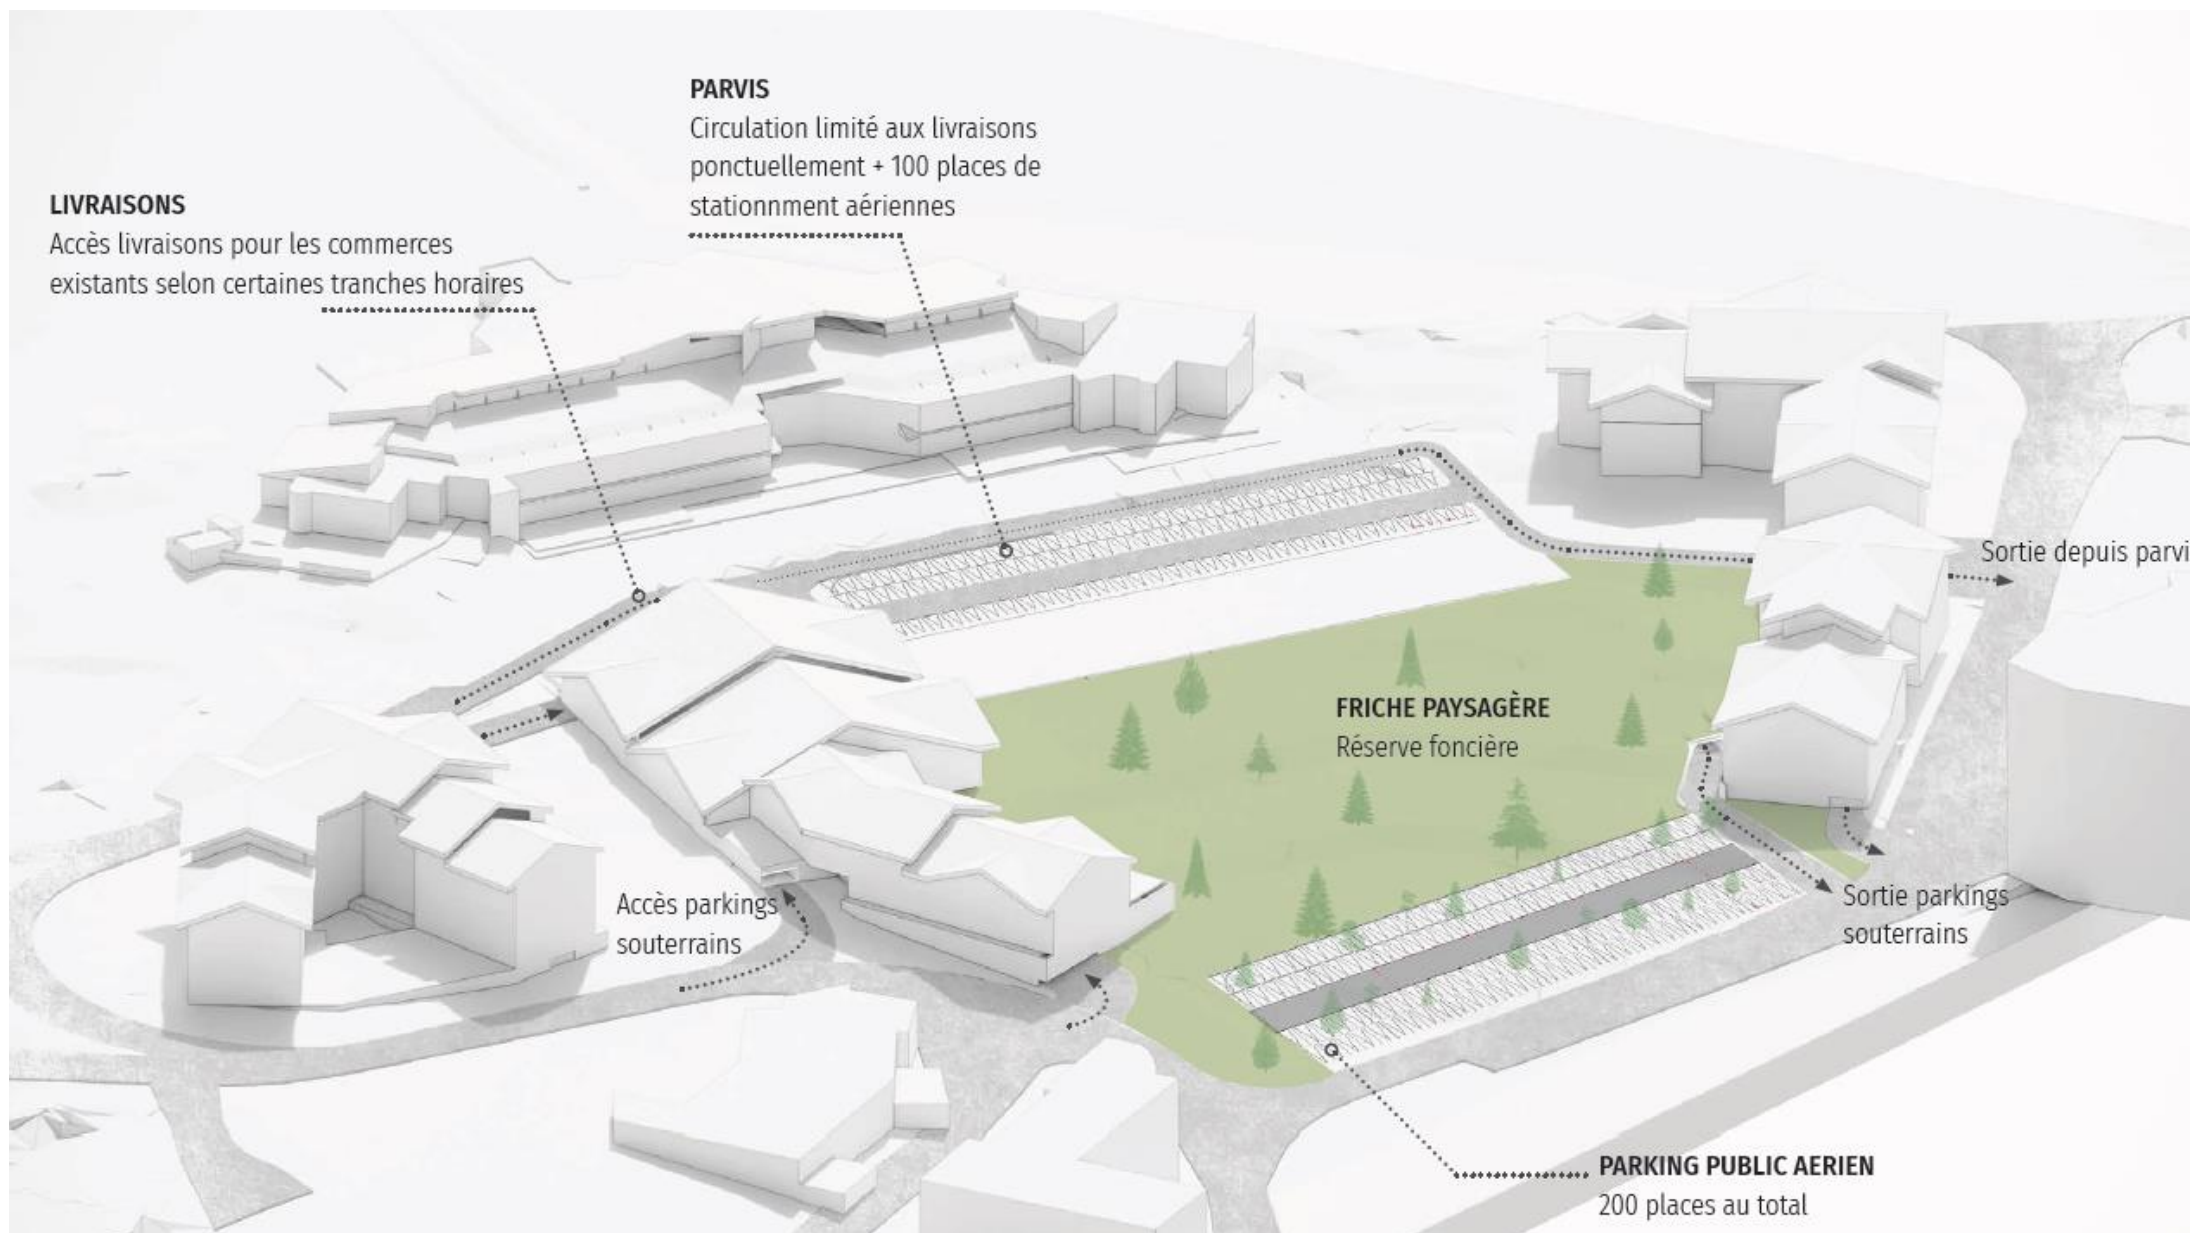 PARVIS
Circulation limité aux livraisons
ponctuellement + 100 places de
stationnment aériennes
LIVRAISONS
Accès livraisons pour les commerces
existants selon certaines tranches horaires
Sortie depuis parvi
FRICHE PAYSAGÈRE
Réserve foncière
Accès parkings
souterrains
Sortie parkings
souterrains
PARKING PUBLIC AERIEN
200 places au total